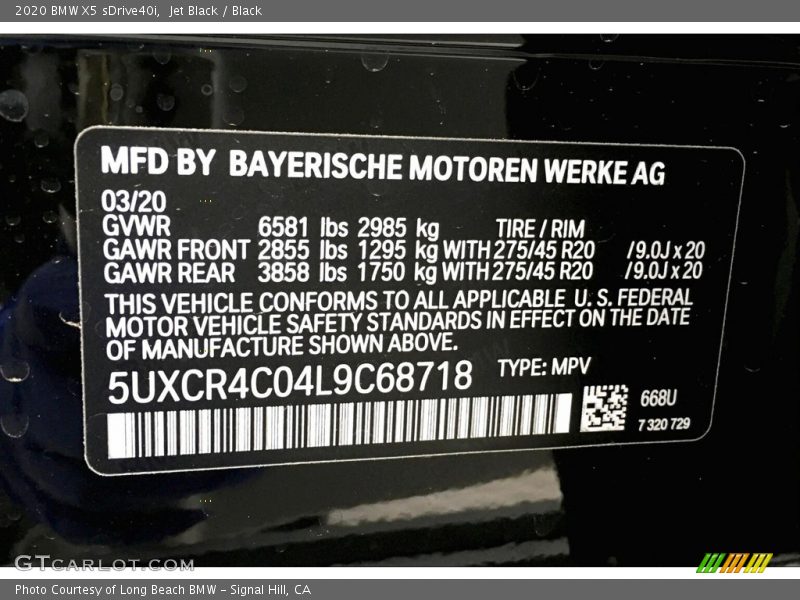 2020 BMW X5 sDrive40i,  Jet Black / Black
MFD BY BAYERISCHE MOTOREN WERKE AG
03/20
GVWR 6581 lbs 2985 kg TIRE / RIM
GAWR FRONT 2855 lbs 1295 kg WITH 275/45 R20 /9.0J x 20
GAWR REAR 3858 lbs 1750 kg WITH 275/45 R20 /9.0J x 20
THIS VEHICLE CONFORMS TO ALL APPLICABLE U. S. FEDERAL
MOTOR VEHICLE SAFETY STANDARDS IN EFFECT ON THE DATE
OF MANUFACTURE SHOWN ABOVE.
5UXCR4C04L9C68718 TYPE: MPV
668U
7 320 729
GTCARLOT.COM
Photo Courtesy of Long Beach BMW - Signal Hill, CA